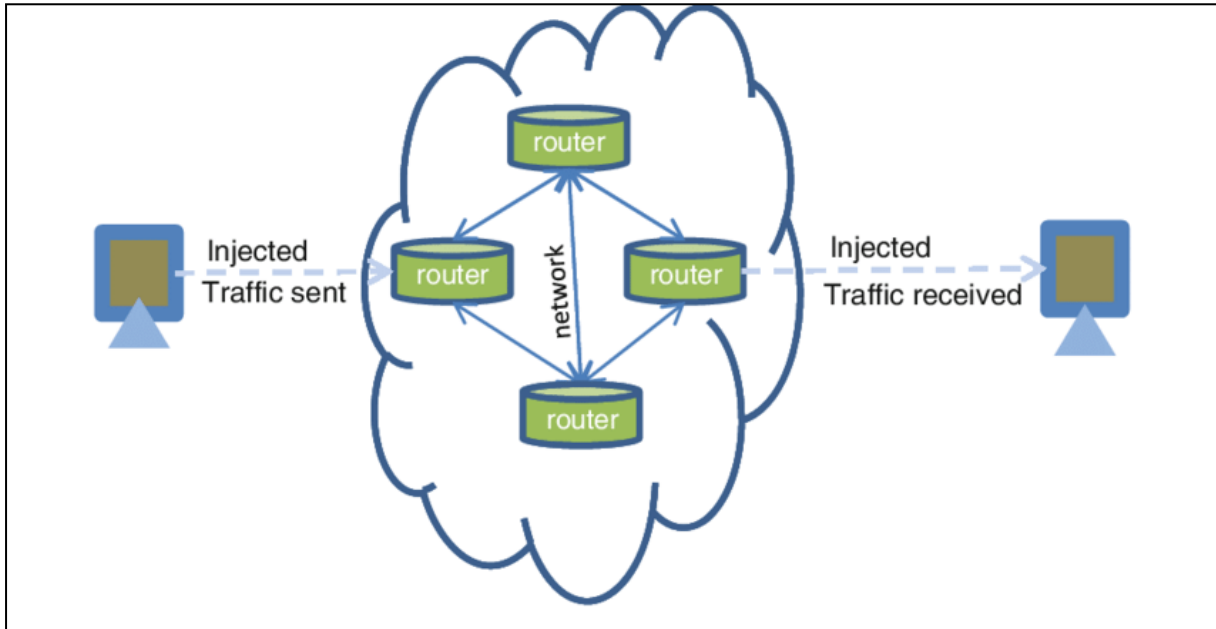 router
Injected
Traffic sent
router
network
router
Injected
Traffic received
router